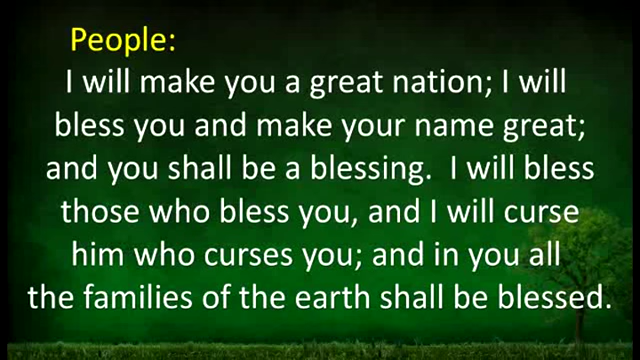 People:
I will make you a great nation; I will
bless you and make your name great;
and you shall be a blessing.  I will bless
those who bless you, and I will curse
him who curses you; and in you all
the families of the earth shall be blessed.